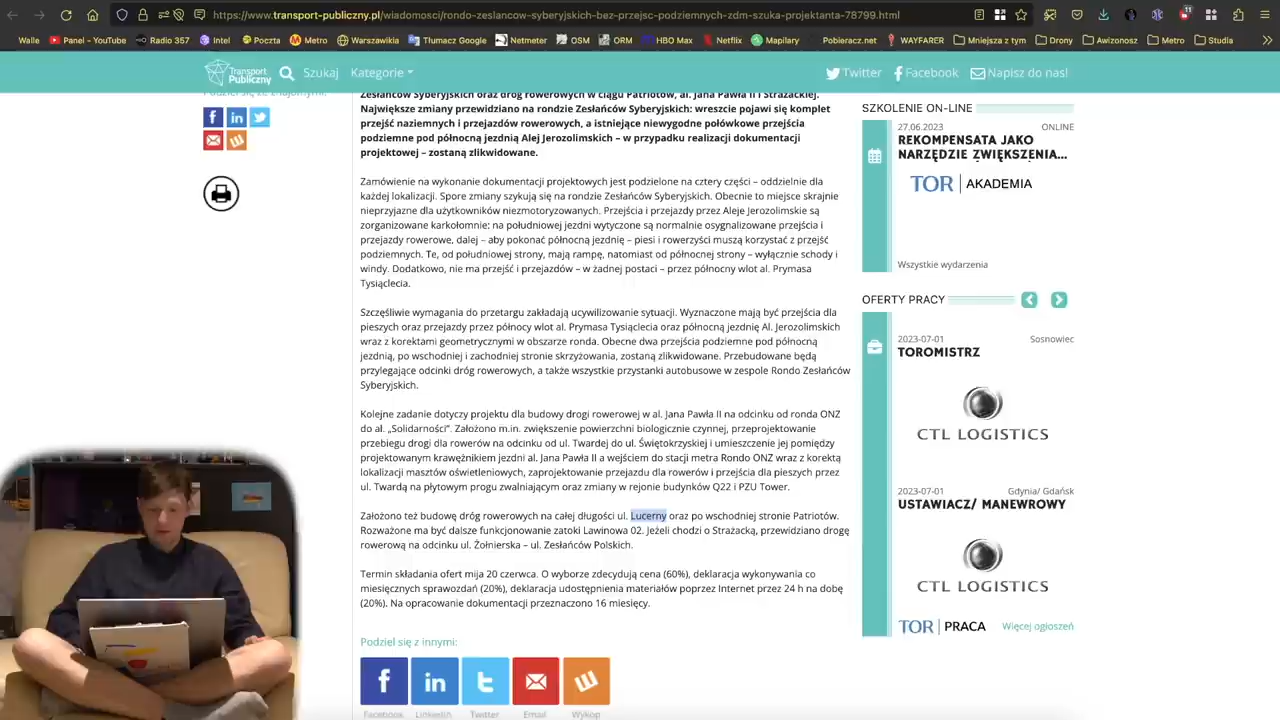 https://www.transport-publiczny.pl/wiadomosci/rondo-zeslancow-syberyjskich-bez-przejsc-podziemnych-zdm-szuka-projektanta-78799.html
11
Walle
Panel - YouTube
Radio 357
Intel
Poczta
Metro
Warszawikia
Tłumacz Google
Netmeter
OSM
ORM
HBO Max
Netflix
Mapilary
Pobieracz.net
WAYFARER
Mniejsza z tym
Drony
Awizonosz
Metro
Studia
Transport
Publiczny
Szukaj
Kategorie
Twitter
Facebook
Napisz do nas!
Podziel się ze znajomymi:
Zesłańców Syberyjskich oraz dróg rowerowych w ciągu Patriotów, al. Jana Pawła II i Strażackiej.
Największe zmiany przewidziano na rondzie Zesłańców Syberyjskich: wreszcie pojawi się komplet
przejść naziemnych i przejazdów rowerowych, a istniejące niewygodne połówkowe przejścia
podziemne pod północną jezdnią Alej Jerozolimskich – w przypadku realizacji dokumentacji
projektowej – zostaną zlikwidowane.
Zamówienie na wykonanie dokumentacji projektowych jest podzielone na cztery części – oddzielnie dla
każdej lokalizacji. Spore zmiany szykują się na rondzie Zesłańców Syberyjskich. Obecnie to miejsce skrajnie
nieprzyjazne dla użytkowników niezmotoryzowanych. Przejścia i przejazdy przez Aleje Jerozolimskie są
zorganizowane karkołomnie: na południowej jezdni wytyczone są normalnie osygnalizowane przejścia i
przejazdy rowerowe, dalej – aby pokonać północną jezdnię – piesi i rowerzyści muszą korzystać z przejść
podziemnych. Te, od południowej strony, mają rampę, natomiast od północnej strony – wyłącznie schody i
windy. Dodatkowo, nie ma przejść i przejazdów – w żadnej postaci – przez północny wlot al. Prymasa
Tysiąclecia.
Szczęśliwie wymagania do przetargu zakładają ucywilizowanie sytuacji. Wyznaczone mają być przejścia dla
pieszych oraz przejazdy przez północy wlot al. Prymasa Tysiąclecia oraz północną jezdnię Al. Jerozolimskich
wraz z korektami geometrycznymi w obszarze ronda. Obecne dwa przejścia podziemne pod północną
jezdnią, po wschodniej i zachodniej stronie skrzyżowania, zostaną zlikwidowane. Przebudowane będą
przylegające odcinki dróg rowerowych, a także wszystkie przystanki autobusowe w zespole Rondo Zesłańców
Syberyjskich.
Kolejne zadanie dotyczy projektu dla budowy drogi rowerowej w al. Jana Pawła II na odcinku od ronda ONZ
do al. „Solidarności”. Założono m.in. zwiększenie powierzchni biologicznie czynnej, przeprojektowanie
przebiegu drogi dla rowerów na odcinku od ul. Twardej do ul. Świętokrzyskiej i umieszczenie jej pomiędzy
projektowanym krawężnikiem jezdni al. Jana Pawła II a wejściem do stacji metra Rondo ONZ wraz z korektą
lokalizacji masztów oświetleniowych, zaprojektowanie przejazdu dla rowerów i przejścia dla pieszych przez
ul. Twardą na płytowym progu zwalniającym oraz zmiany w rejonie budynków Q22 i PZU Tower.
Założono też budowę dróg rowerowych na całej długości ul. Lucerny oraz po wschodniej stronie Patriotów.
Rozważone ma być dalsze funkcjonowanie zatoki Lawinowa 02. Jeżeli chodzi o Strażacką, przewidziano drogę
rowerową na odcinku ul. Żołnierska – ul. Zesłańców Polskich.
Termin składania ofert mija 20 czerwca. O wyborze zdecydują cena (60%), deklaracja wykonywania co
miesięcznych sprawozdań (20%), deklaracja udostępnienia materiałów poprzez Internet przez 24 h na dobę
(20%). Na opracowanie dokumentacji przeznaczono 16 miesięcy.
Podziel się z innymi:
Facebook
LinkedIn
Twitter
Email
Wykop
SZKOLENIE ON-LINE
27.06.2023
ONLINE
REKOMPENSATA JAKO
NARZĘDZIE ZWIĘKSZENIA...
TOR AKADEMIA
Wszystkie wydarzenia
OFERTY PRACY
2023-07-01
Sosnowiec
TOROMISTRZ
CTL LOGISTICS
2023-07-01
Gdynia/ Gdańsk
USTAWIACZ/ MANEWROWY
CTL LOGISTICS
TOR PRACA
Więcej ogłoszeń